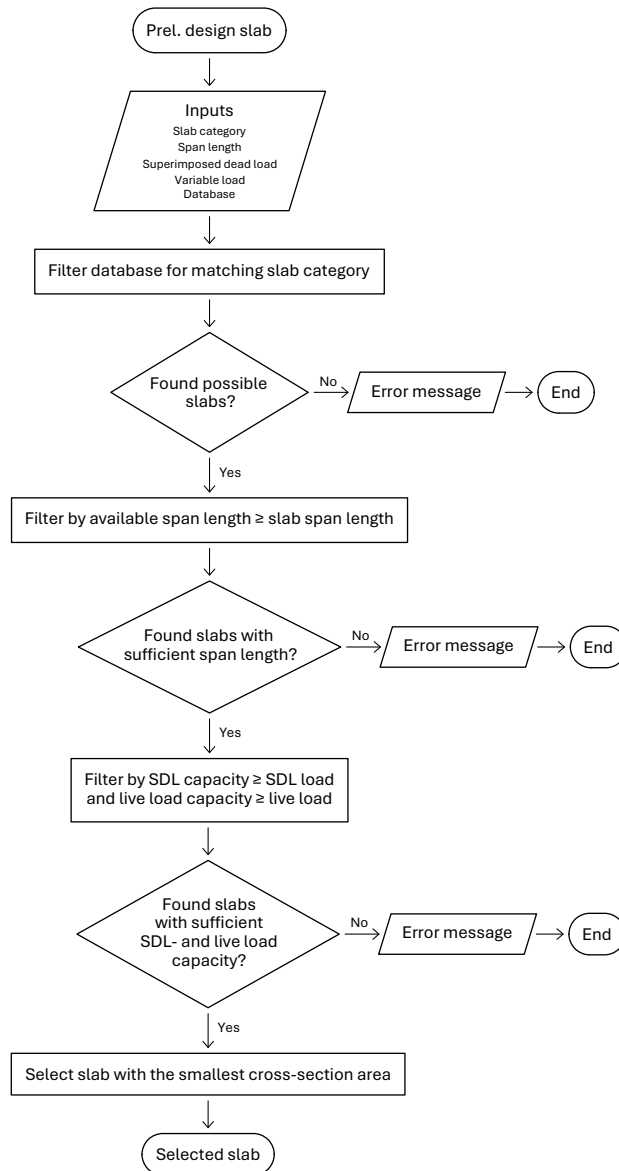 Prel. design slab
Inputs
Slab category
Span length
Superimposed dead load
Variable load
Database
Filter database for matching slab category
Found possible
slabs?
No
Error message
End
Yes
Filter by available span length ≥ slab span length
Found slabs with
sufficient span length?
No
Error message
End
Yes
Filter by SDL capacity ≥ SDL load
and live load capacity ≥ live load
Found slabs
with sufficient
SDL- and live load
capacity?
No
Error message
End
Yes
Select slab with the smallest cross-section area
Selected slab